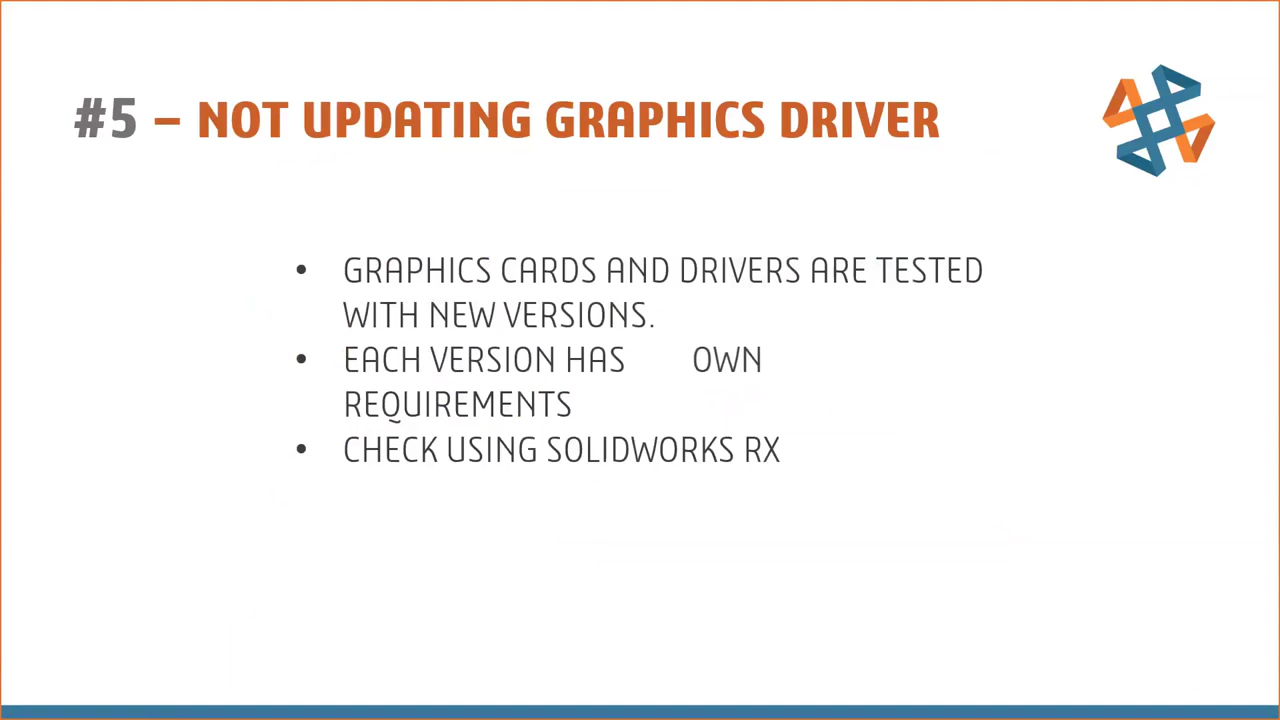 #5 – NOT UPDATING GRAPHICS DRIVER
• GRAPHICS CARDS AND DRIVERS ARE TESTED
WITH NEW VERSIONS.
• EACH VERSION HAS OWN
REQUIREMENTS
• CHECK USING SOLIDWORKS RX